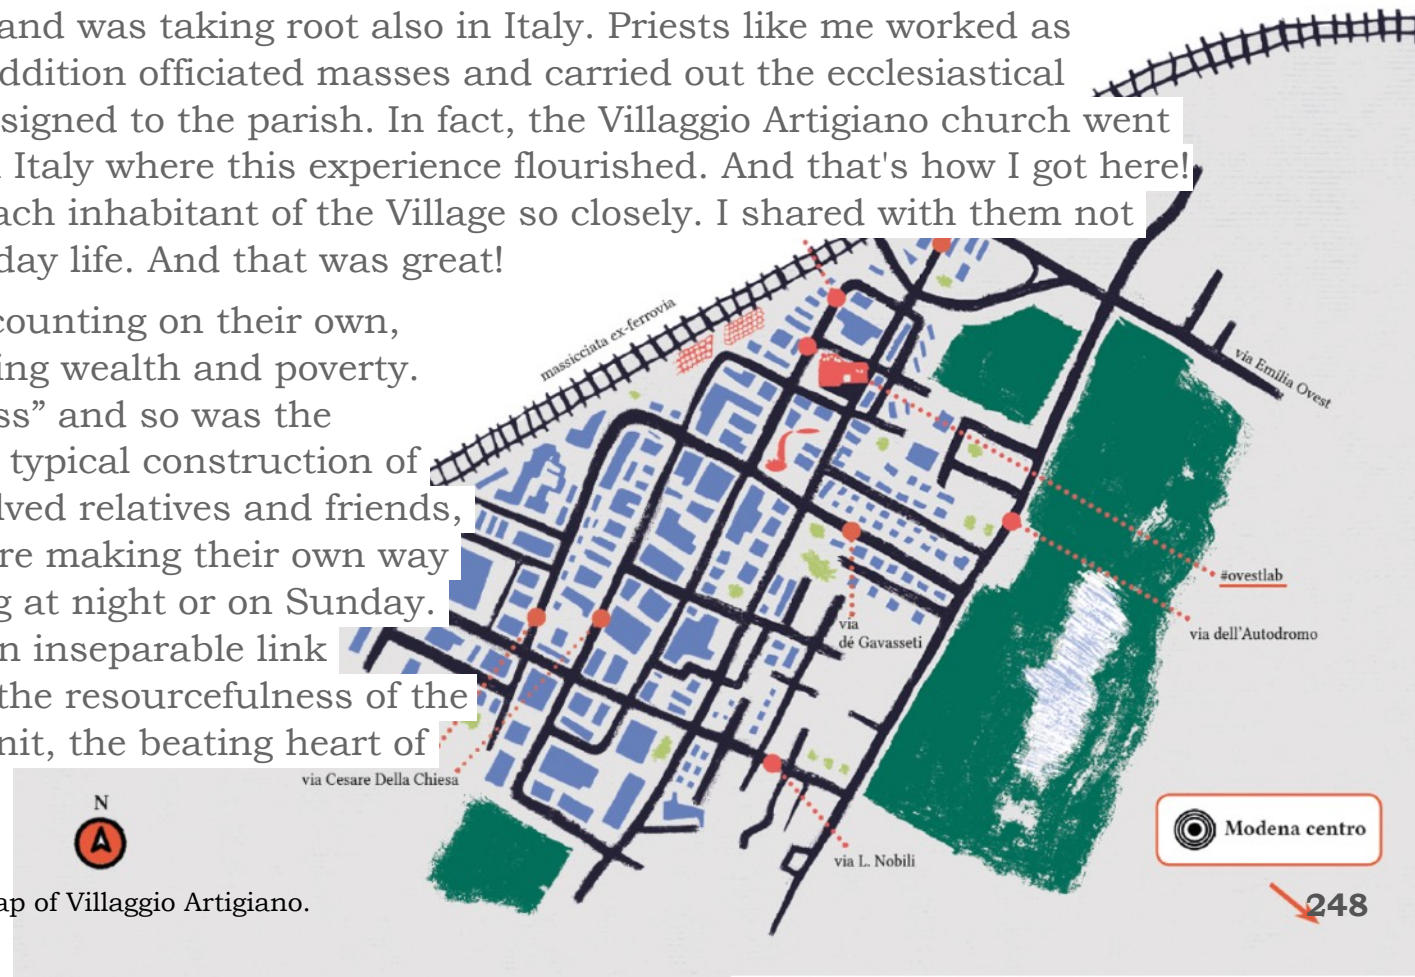 and was taking root also in Italy. Priests like me worked as
ddition officiated masses and carried out the ecclesiastical
signed to the parish. In fact, the Villaggio Artigiano church went
Italy where this experience flourished. And that's how I got here!
ach inhabitant of the Village so closely. I shared with them not
day life. And that was great!
counting on their own,
ing wealth and poverty.
ss” and so was the
typical construction of
lved relatives and friends,
re making their own way
g at night or on Sunday.
n inseparable link
the resourcefulness of the
nit, the beating heart of
massicciata ex-ferrovia
via Emilia Ovest
#ovestlab
via dell'Autodromo
via
dé Gavasseti
via Cesare Della Chiesa
via L. Nobili
N
Modena centro
ap of Villaggio Artigiano.
248